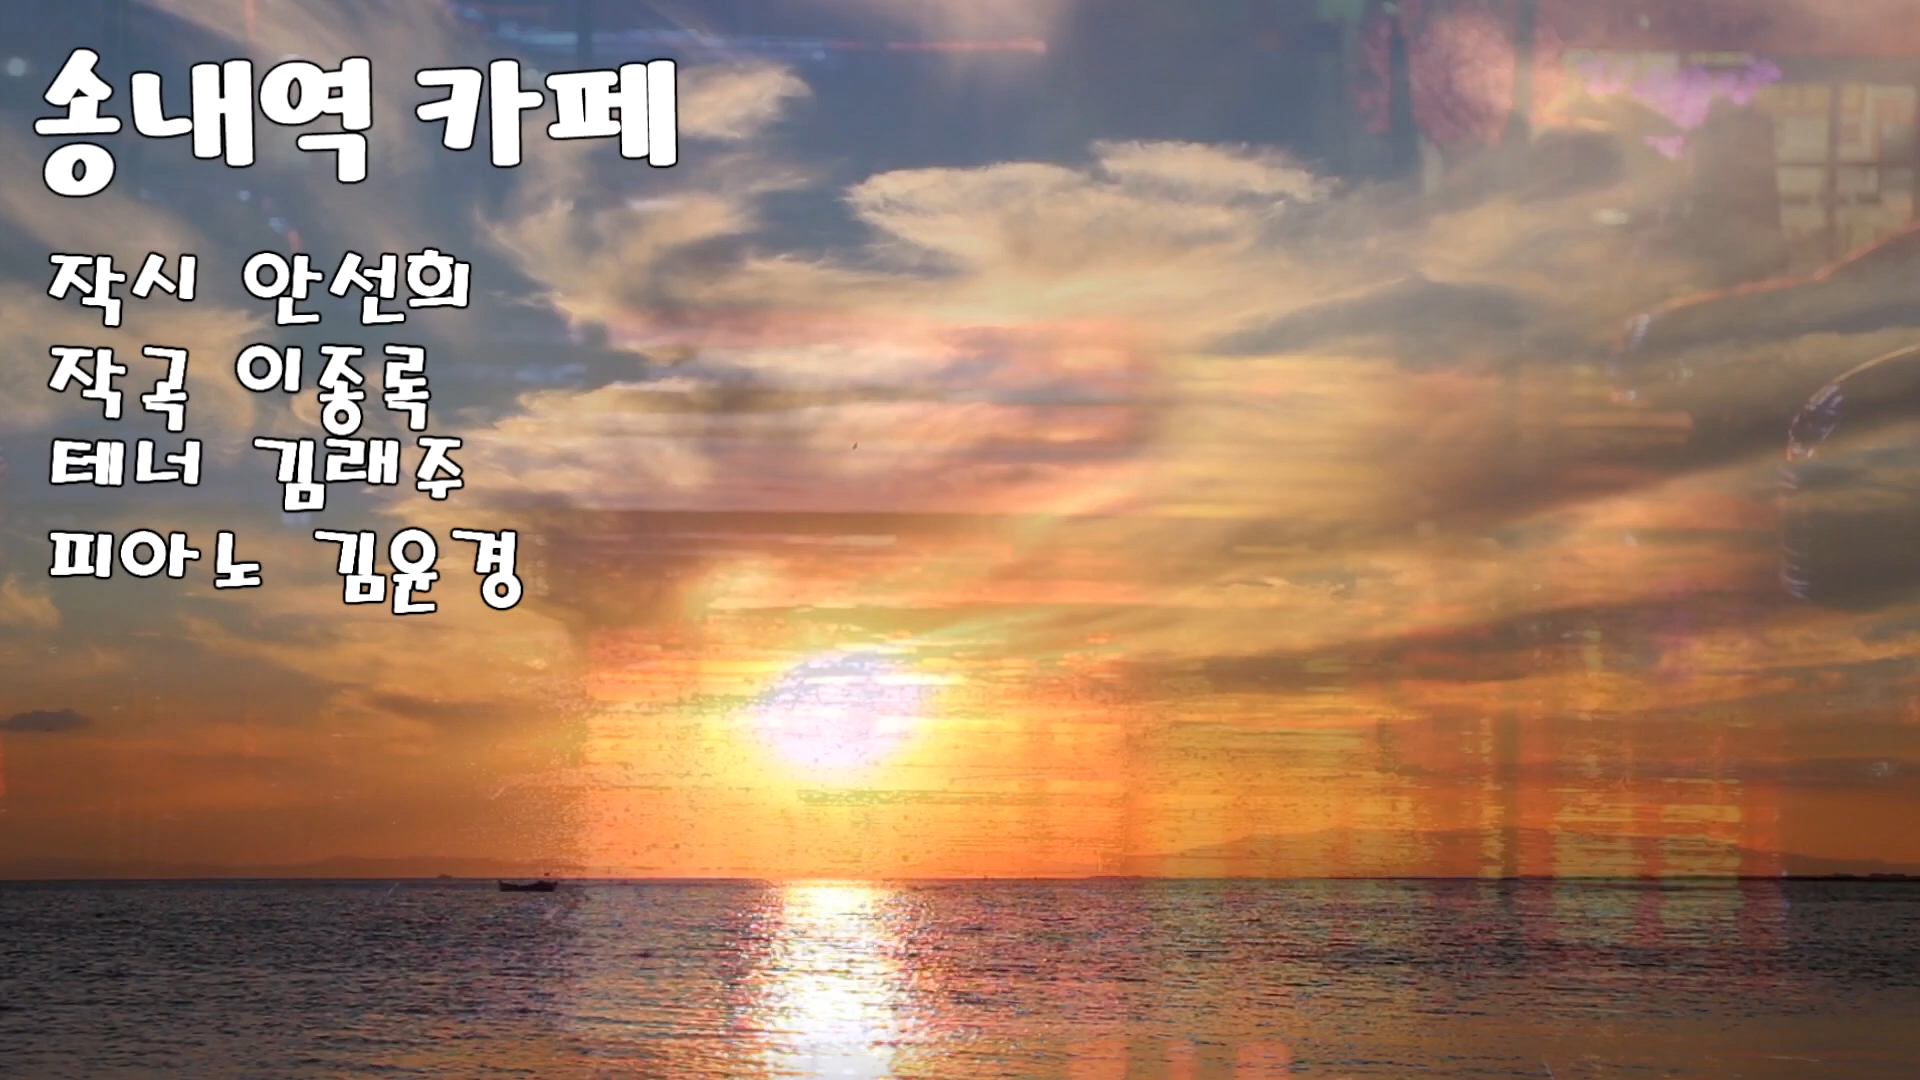 송내역 카페
작시 안선희
작곡 이종록
테너 김래주
피아노 김윤경